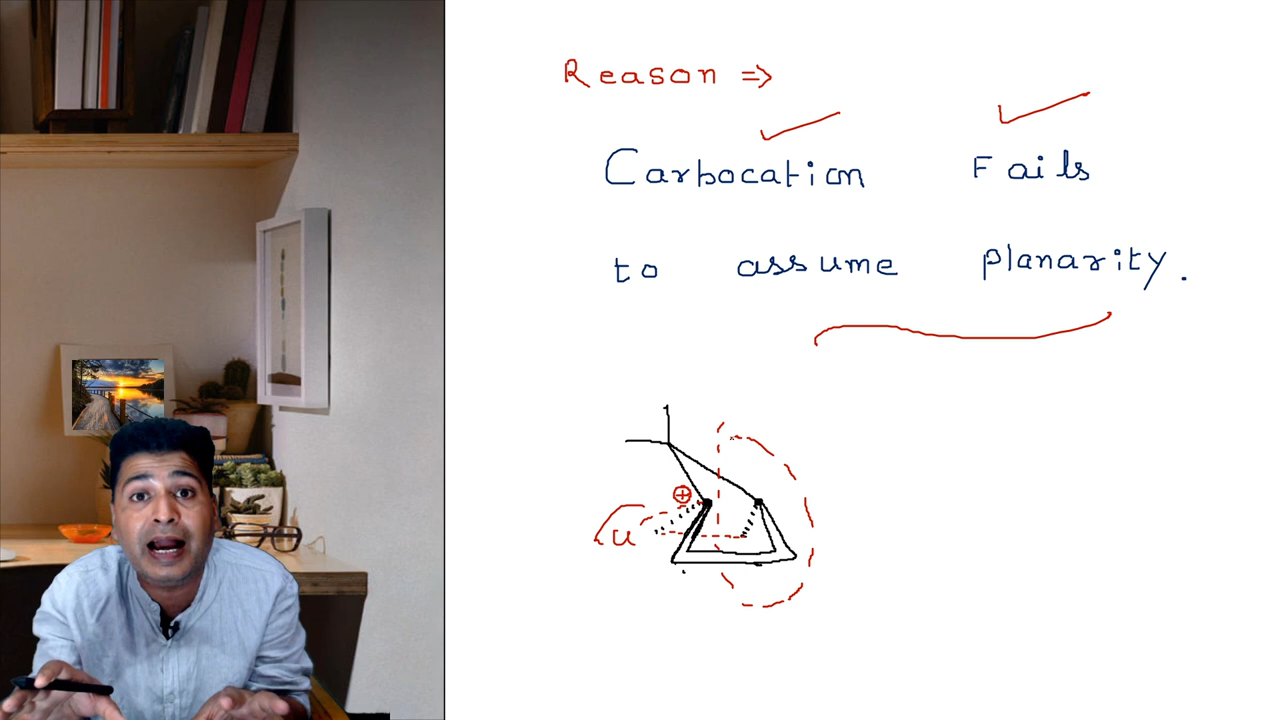 Reason ⇒
Carbocation Fails
to assume planarity.
⊕